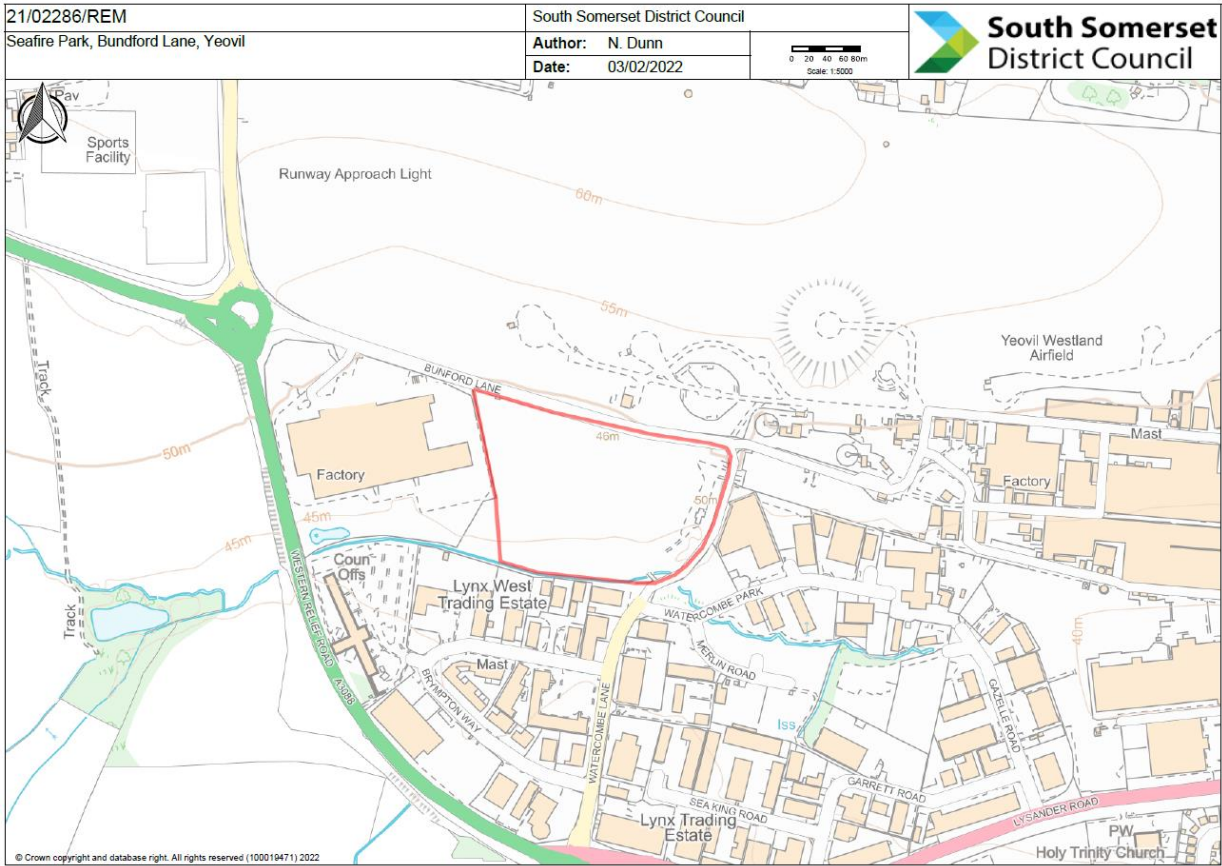 21/02286/REM
Seafire Park, Bundford Lane, Yeovil
South Somerset District Council
Author: N. Dunn
Date: 03/02/2022
0 20 40 60 80m
Scale: 1:5000
South Somerset
District Council
Pav
Sports
Facility
Runway Approach Light
60m
55m
Yeovil Westland
Airfield
Track
BUNFORD LANE
50m
46m
Mast
Factory
Factory
50m
45m
45m
WESTERN RELIEF ROAD
A3088
Coun
Offs
Lynx West
Trading Estate
WATERCOMBE PARK
MERLIN ROAD
40m
Track
Mast
BRYMPTON WAY
WATERCOMBE LANE
Iss
GAZELLE ROAD
GARRETT ROAD
SEA KING ROAD
LYSANDER ROAD
Lynx Trading
Estate
PW
Holy Trinity Church
© Crown copyright and database right. All rights reserved (100019471) 2022